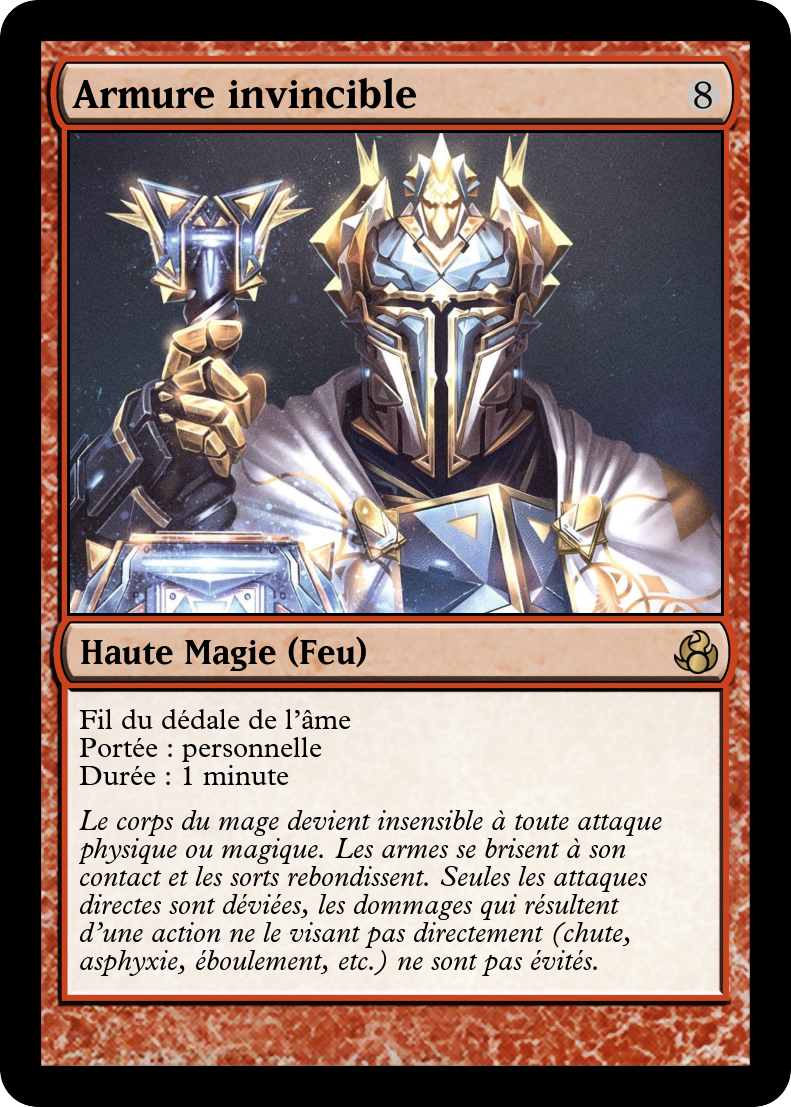 Armure invincible
8
Haute Magie (Feu)
Fil du dédale de l'âme
Portée : personnelle
Durée : 1 minute
Le corps du mage devient insensible à toute attaque
physique ou magique. Les armes se brisent à son
contact et les sorts rebondissent. Seules les attaques
directes sont déviées, les dommages qui résultent
d'une action ne le visant pas directement (chute,
asphyxie, éboulement, etc.) ne sont pas évités.